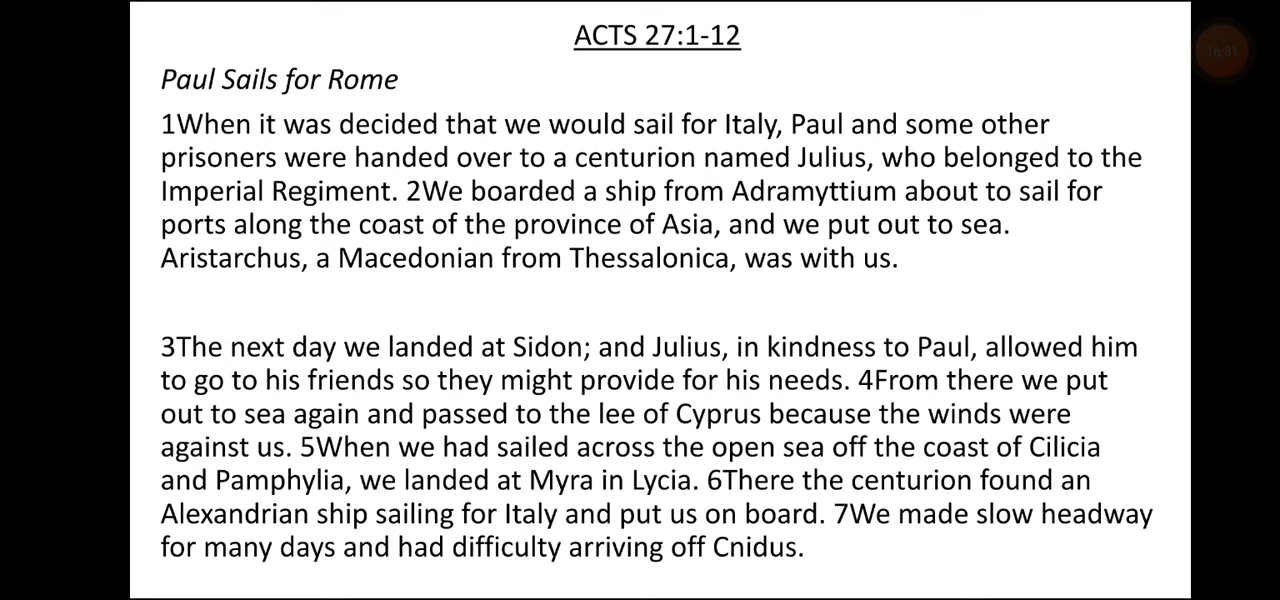 ACTS 27:1-12
16:31
Paul Sails for Rome
1When it was decided that we would sail for Italy, Paul and some other
prisoners were handed over to a centurion named Julius, who belonged to the
Imperial Regiment. 2We boarded a ship from Adramyttium about to sail for
ports along the coast of the province of Asia, and we put out to sea.
Aristarchus, a Macedonian from Thessalonica, was with us.
3The next day we landed at Sidon; and Julius, in kindness to Paul, allowed him
to go to his friends so they might provide for his needs. 4From there we put
out to sea again and passed to the lee of Cyprus because the winds were
against us. 5When we had sailed across the open sea off the coast of Cilicia
and Pamphylia, we landed at Myra in Lycia. 6There the centurion found an
Alexandrian ship sailing for Italy and put us on board. 7We made slow headway
for many days and had difficulty arriving off Cnidus.